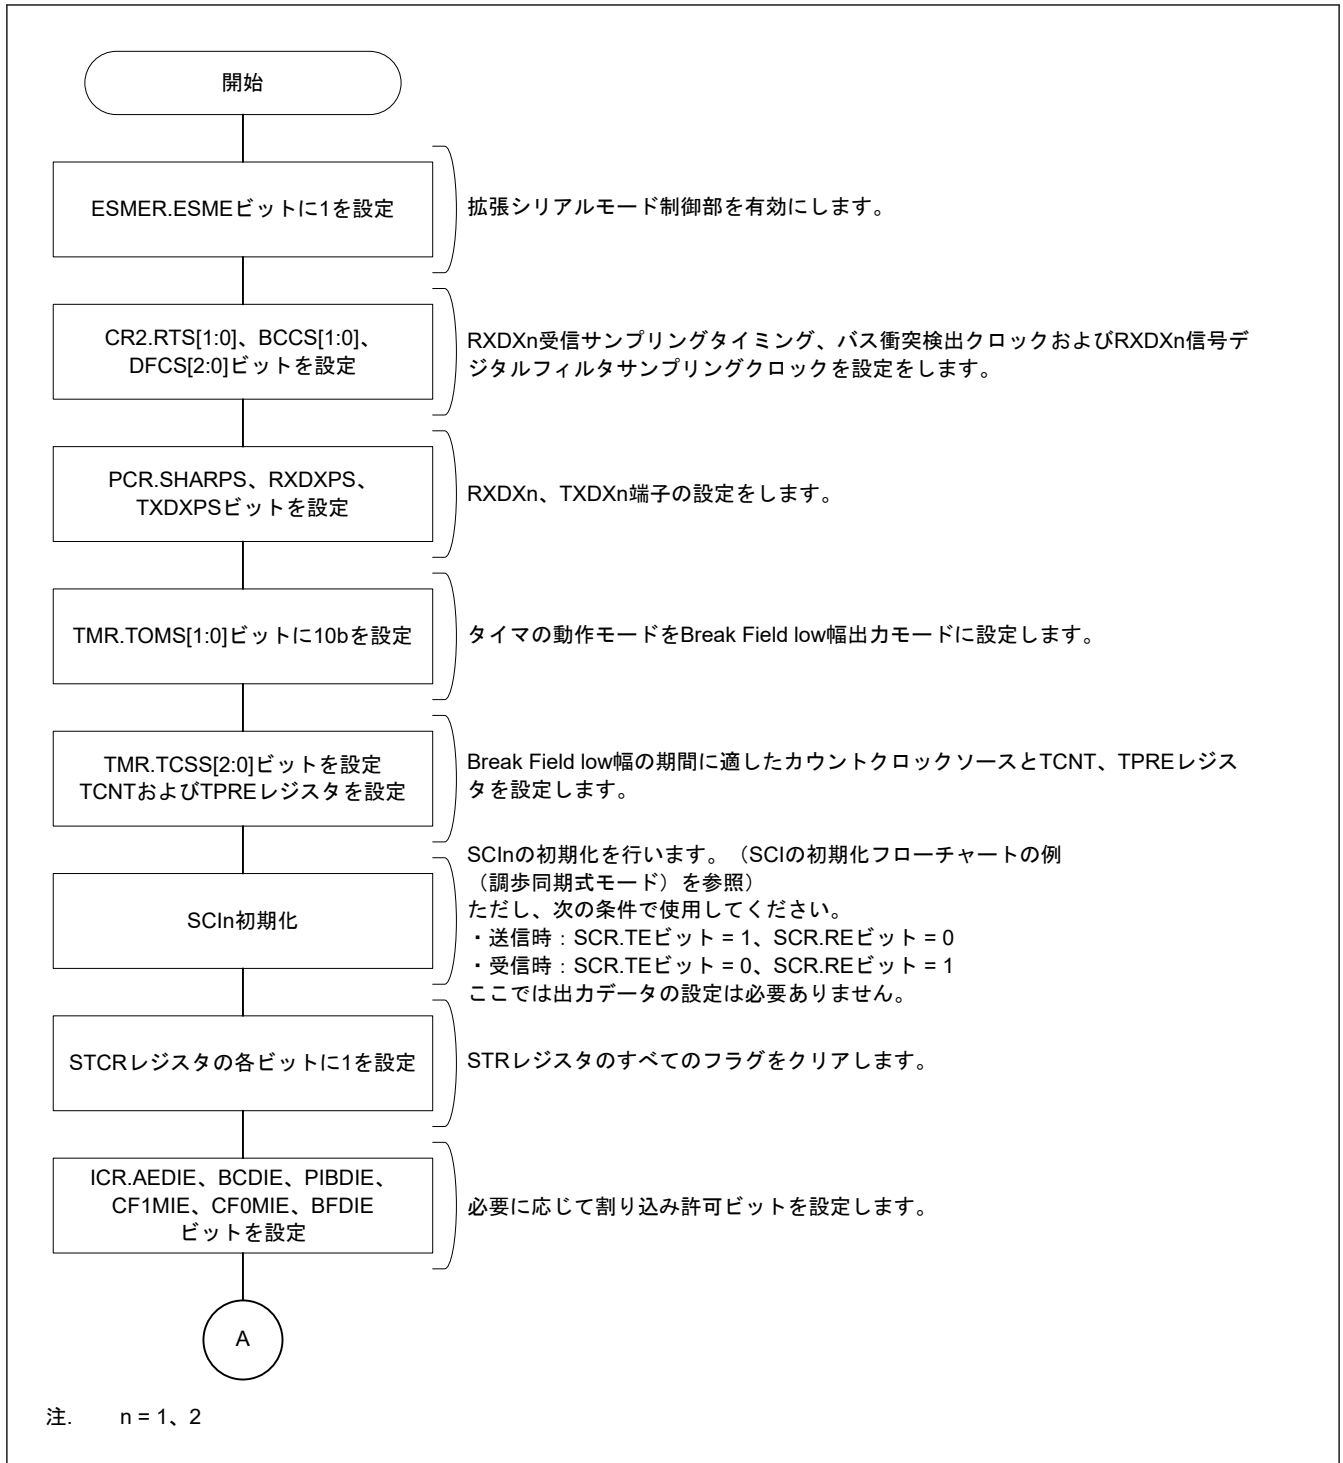 開始
ESMER.ESMEビットに1を設定
拡張シリアルモード制御部を有効にします。
CR2.RTS[1:0]、BCCS[1:0]、
DFCS[2:0]ビットを設定
RXDXn受信サンプリングタイミング、バス衝突検出クロックおよびRXDXn信号デ
ジタルフィルタサンプリングクロックを設定をします。
PCR.SHARPS、RXDXPS、
TXDXPSビットを設定
RXDXn、TXDXn端子の設定をします。
TMR.TOMS[1:0]ビットに10bを設定
タイマの動作モードをBreak Field low幅出力モードに設定します。
TMR.TCSS[2:0]ビットを設定
TCNTおよびTPREレジスタを設定
Break Field low幅の期間に適したカウントクロックソースとTCNT、TPREレジス
タを設定します。
SCIn初期化
SCInの初期化を行います。（SCIの初期化フローチャートの例
（調歩同期式モード）を参照）
ただし、次の条件で使用してください。
・送信時：SCR.TEビット = 1、SCR.REビット = 0
・受信時：SCR.TEビット = 0、SCR.REビット = 1
ここでは出力データの設定は必要ありません。
STCRレジスタの各ビットに1を設定
STRレジスタのすべてのフラグをクリアします。
ICR.AEDIE、BCDIE、PIBDIE、
CF1MIE、CF0MIE、BFDIE
ビットを設定
必要に応じて割り込み許可ビットを設定します。
A
注. n = 1、2